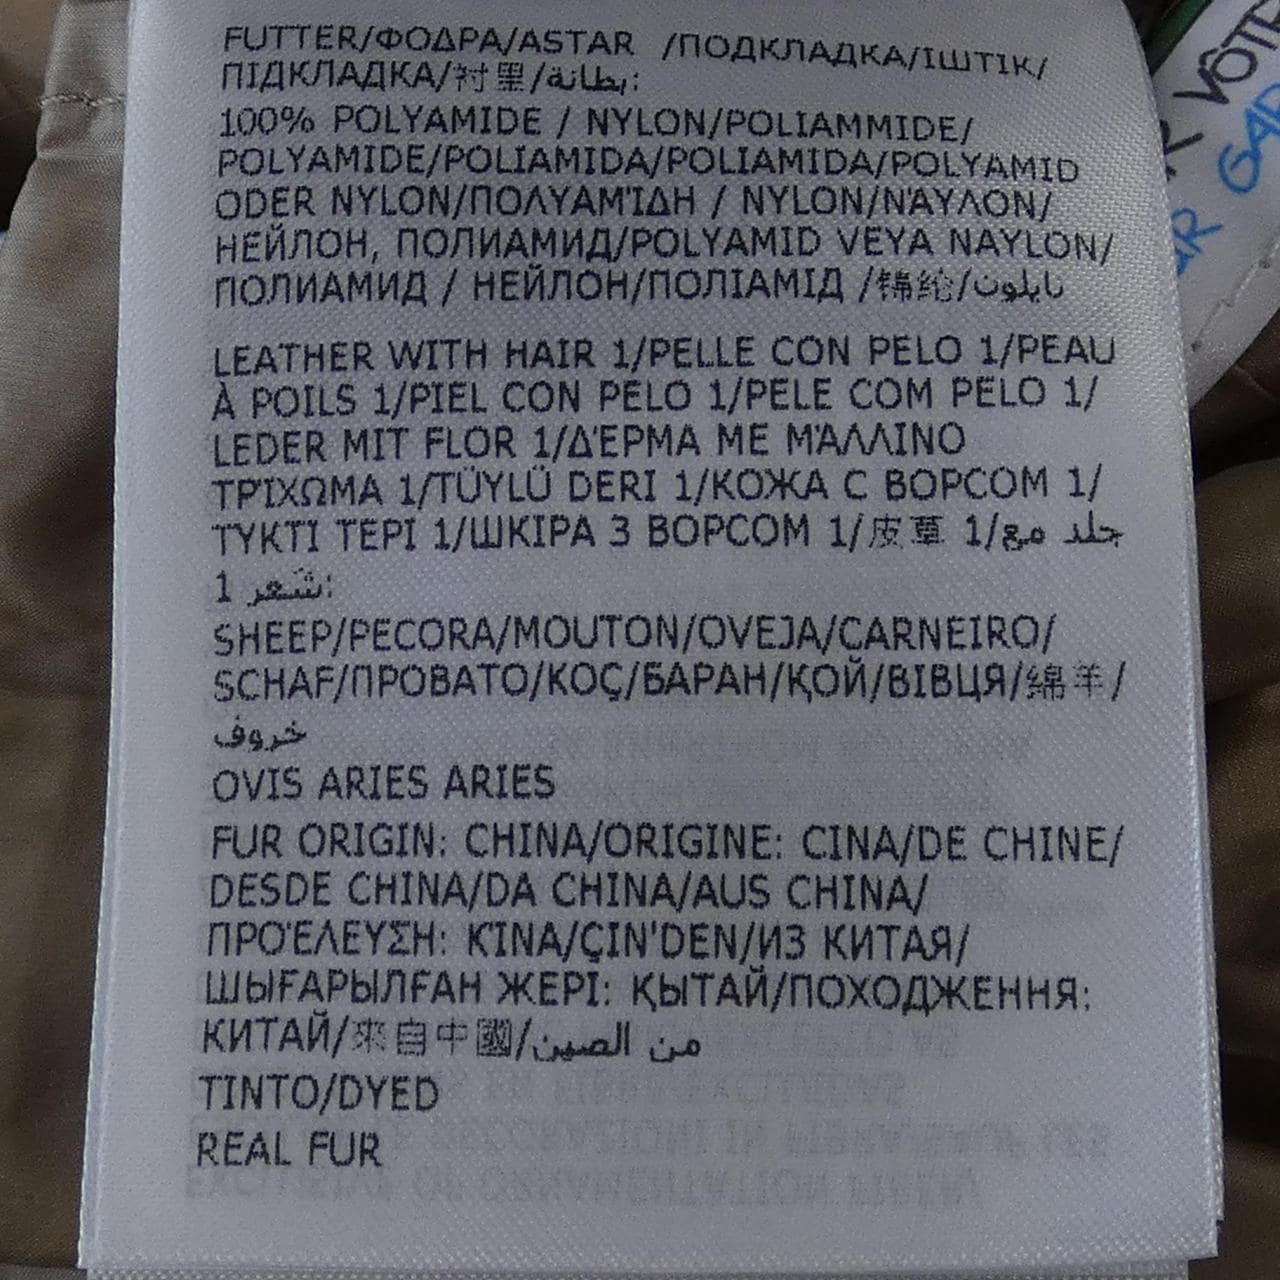 FUTTER/ΦΟΔΡΑ/ASTAR /ПОДКЛАДКА/ІШТІК/
ПІДКЛАДКА/衬里/بطانة:
100% POLYAMIDE / NYLON/POLIAMMIDE/
POLYAMIDE/POLIAMIDA/POLIAMIDA/POLYAMID
ODER NYLON/ΠΟΛΥΑΜΊΔΗ / NYLON/ΝΆΥΛΟΝ/
НЕЙЛОН, ПОЛИАМИД/POLYAMID VEYA NAYLON/
ПОЛИАМИД / НЕЙЛОН/ПОЛІАМІД /锦纶/نايلون
LEATHER WITH HAIR 1/PELLE CON PELO 1/PEAU
À POILS 1/PIEL CON PELO 1/PELE COM PELO 1/
LEDER MIT FLOR 1/ΔΈΡΜΑ ΜΕ ΜΆΛΛΙΝΟ
ΤΡΊΧΩΜΑ 1/TÜYLÜ DERI 1/КОЖА С ВОРСОМ 1/
ТҮКТІ ТЕРІ 1/ШКІРА З ВОРСОМ 1/皮草 1/جلد مع
شعر 1:
SHEEP/PECORA/MOUTON/OVEJA/CARNEIRO/
SCHAF/ΠΡΟΒΑΤΟ/KOÇ/БАРАН/ҚОЙ/ВІВЦЯ/绵羊/
خروف
OVIS ARIES ARIES
FUR ORIGIN: CHINA/ORIGINE: CINA/DE CHINE/
DESDE CHINA/DA CHINA/AUS CHINA/
ΠΡΟΈΛΕΥΣΗ: ΚΊΝΑ/ÇIN'DEN/ИЗ КИТАЯ/
ШЫҒАРЫЛҒАН ЖЕРІ: ҚЫТАЙ/ПОХОДЖЕННЯ:
КИТАЙ/來自中國/من الصين
TINTO/DYED
REAL FUR